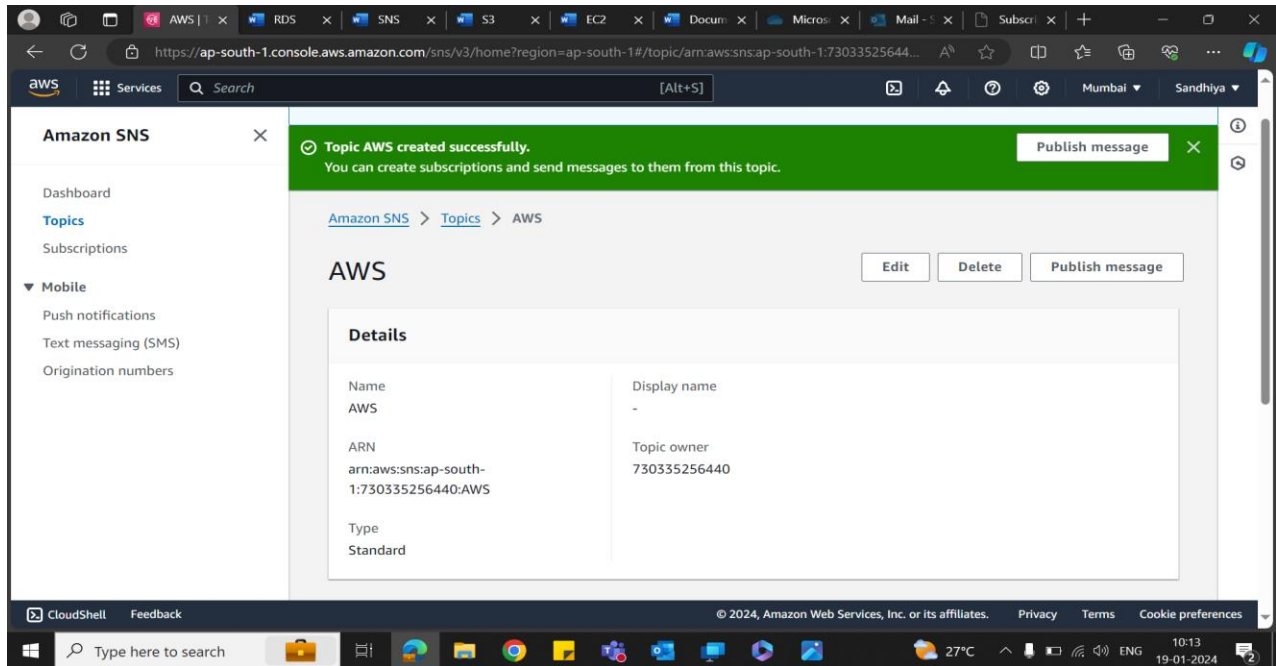 AWS | T
RDS
SNS
S3
EC2
Docum
Micros
Mail - S
Subscri
https://ap-south-1.console.aws.amazon.com/sns/v3/home?region=ap-south-1#/topic/arn:aws:sns:ap-south-1:73033525644...
aws
Services
Search
[Alt+S]
Mumbai ▼
Sandhiya ▼
Amazon SNS
Dashboard
Topics
Subscriptions
▼ Mobile
Push notifications
Text messaging (SMS)
Origination numbers
Topic AWS created successfully.
You can create subscriptions and send messages to them from this topic.
Publish message
Amazon SNS > Topics > AWS
AWS
Edit
Delete
Publish message
Details
Name
AWS
ARN
arn:aws:sns:ap-south-
1:730335256440:AWS
Type
Standard
Display name
-
Topic owner
730335256440
CloudShell
Feedback
© 2024, Amazon Web Services, Inc. or its affiliates.
Privacy
Terms
Cookie preferences
Type here to search
27°C
ENG
10:13
19-01-2024
2